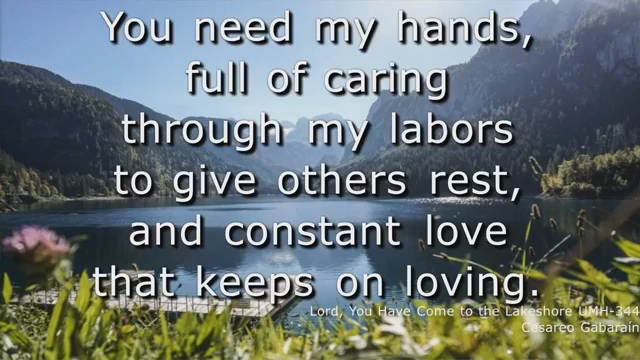 You need my hands,
full of caring
through my labors
to give others rest,
and constant love
that keeps on loving.
Lord, You Have Come to the Lakeshore UMH-344
Cesareo Gabarain